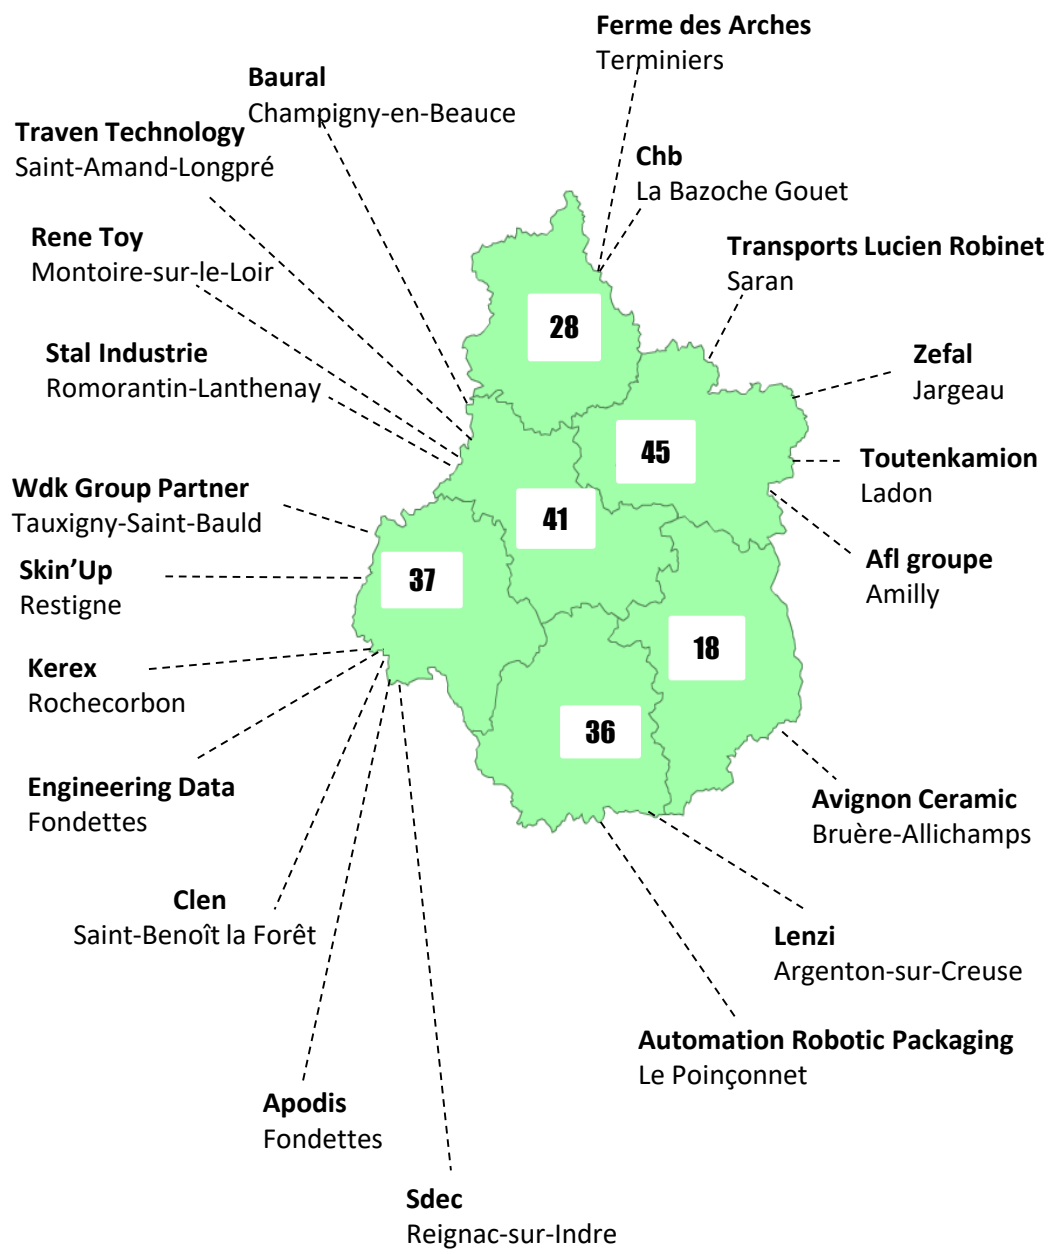 Ferme des Arches
Terminiers
Baural
Champigny-en-Beauce
Traven Technology
Saint-Amand-Longpré
Chb
La Bazoche Gouet
Rene Toy
Montoire-sur-le-Loir
Transports Lucien Robinet
Saran
28
Stal Industrie
Romorantin-Lanthenay
Zefal
Jargeau
45
Toutenkamion
Ladon
Wdk Group Partner
Tauxigny-Saint-Bauld
41
Skin’Up
Restigne
37
Afl groupe
Amilly
Kerex
Rochecorbon
18
36
Engineering Data
Fondettes
Avignon Ceramic
Bruère-Allichamps
Clen
Saint-Benoît la Forêt
Lenzi
Argenton-sur-Creuse
Automation Robotic Packaging
Le Poinçonnet
Apodis
Fondettes
Sdec
Reignac-sur-Indre